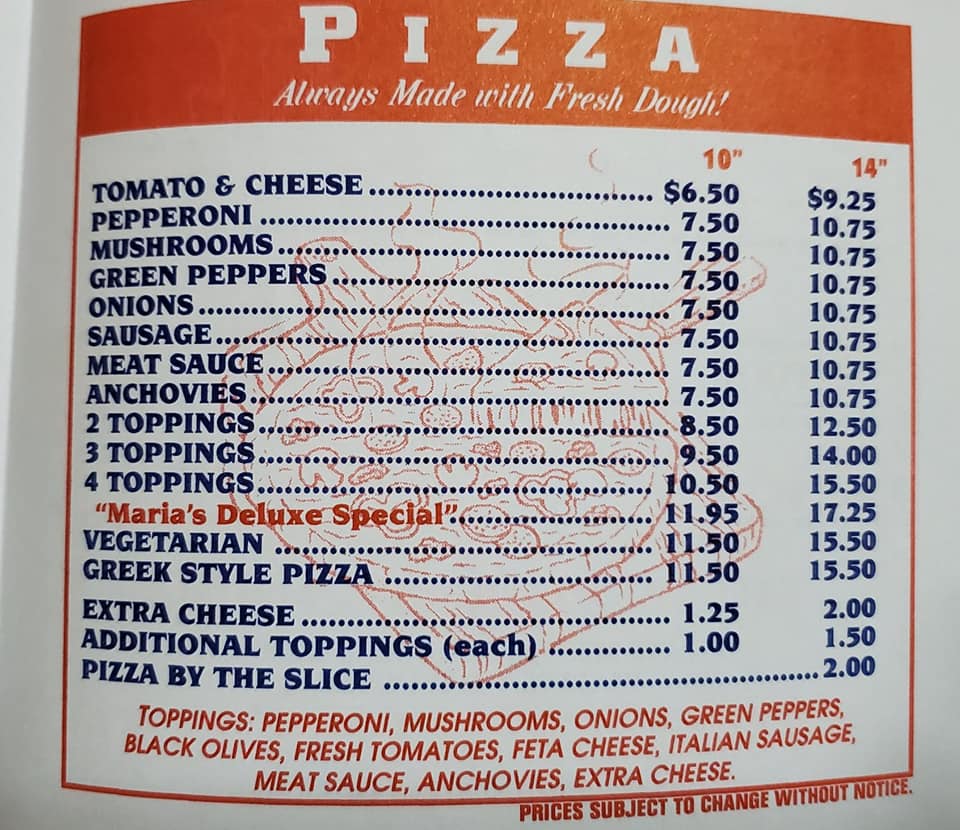 PIZZA
Always Made with Fresh Dough!
10" 14"
TOMATO & CHEESE.................................... $6.50 $9.25
PEPPERONI .................................................... 7.50 10.75
MUSHROOMS.................................................. 7.50 10.75
GREEN PEPPERS........................................... 7.50 10.75
ONIONS............................................................ 7.50 10.75
SAUSAGE......................................................... 7.50 10.75
MEAT SAUCE................................................... 7.50 10.75
ANCHOVIES..................................................... 7.50 10.75
2 TOPPINGS.................................................... 8.50 12.50
3 TOPPINGS.................................................... 9.50 14.00
4 TOPPINGS.................................................. 10.50 15.50
"Maria's Deluxe Special"........................... 11.95 17.25
VEGETARIAN ................................................ 11.50 15.50
GREEK STYLE PIZZA .................................. 11.50 15.50
EXTRA CHEESE............................................... 1.25 2.00
ADDITIONAL TOPPINGS (each) ............... 1.00 1.50
PIZZA BY THE SLICE ....................................................... 2.00
TOPPINGS: PEPPERONI, MUSHROOMS, ONIONS, GREEN PEPPERS,
BLACK OLIVES, FRESH TOMATOES, FETA CHEESE, ITALIAN SAUSAGE,
MEAT SAUCE, ANCHOVIES, EXTRA CHEESE.
PRICES SUBJECT TO CHANGE WITHOUT NOTICE.